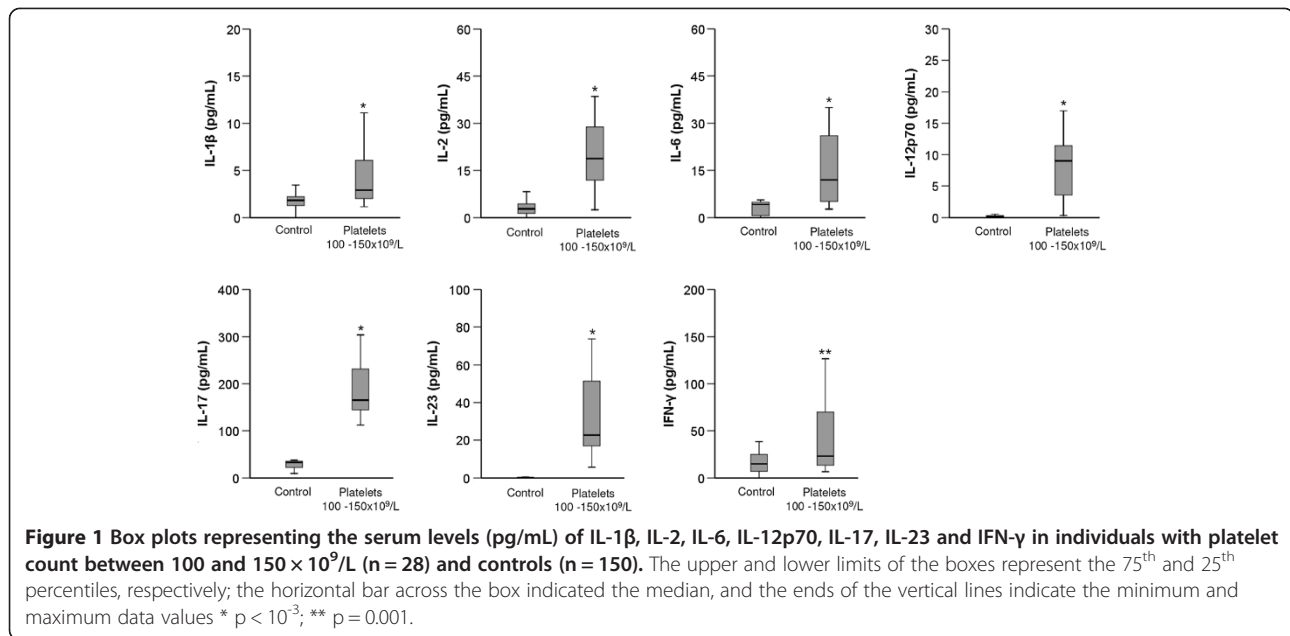 20
15
10
5
0
IL-1β (pg/mL)
*
Control
Platelets
100 -150x10⁹/L
60
45
30
15
0
IL-2 (pg/mL)
*
Control
Platelets
100 -150x10⁹/L
60
45
30
15
0
IL-6 (pg/mL)
*
Control
Platelets
100 -150x10⁹/L
30
25
20
15
10
5
0
IL-12p70 (pg/mL)
*
Control
Platelets
100 -150x10⁹/L
400
300
200
100
0
IL-17 (pg/mL)
*
Control
Platelets
100 -150x10⁹/L
100
80
60
40
20
0
IL-23 (pg/mL)
*
Control
Platelets
100 -150x10⁹/L
200
150
100
50
0
IFN-γ (pg/mL)
**
Control
Platelets
100 -150x10⁹/L
Figure 1 Box plots representing the serum levels (pg/mL) of IL-1β, IL-2, IL-6, IL-12p70, IL-17, IL-23 and IFN-γ in individuals with platelet
count between 100 and 150 × 10⁹/L (n = 28) and controls (n = 150). The upper and lower limits of the boxes represent the 75th and 25th
percentiles, respectively; the horizontal bar across the box indicated the median, and the ends of the vertical lines indicate the minimum and
maximum data values * p < 10⁻³; ** p = 0.001.